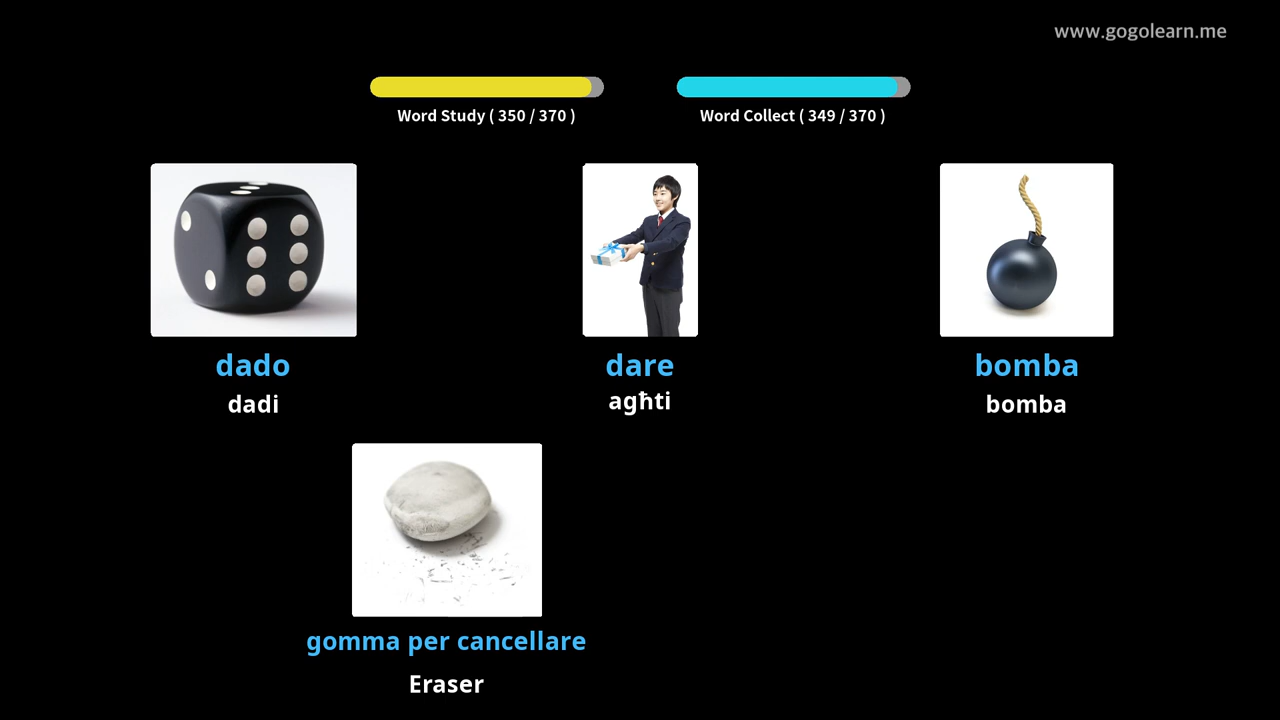 www.gogolearn.me
Word Study ( 350 / 370 )
Word Collect ( 349 / 370 )
dado
dadi
dare
agħti
bomba
bomba
gomma per cancellare
Eraser